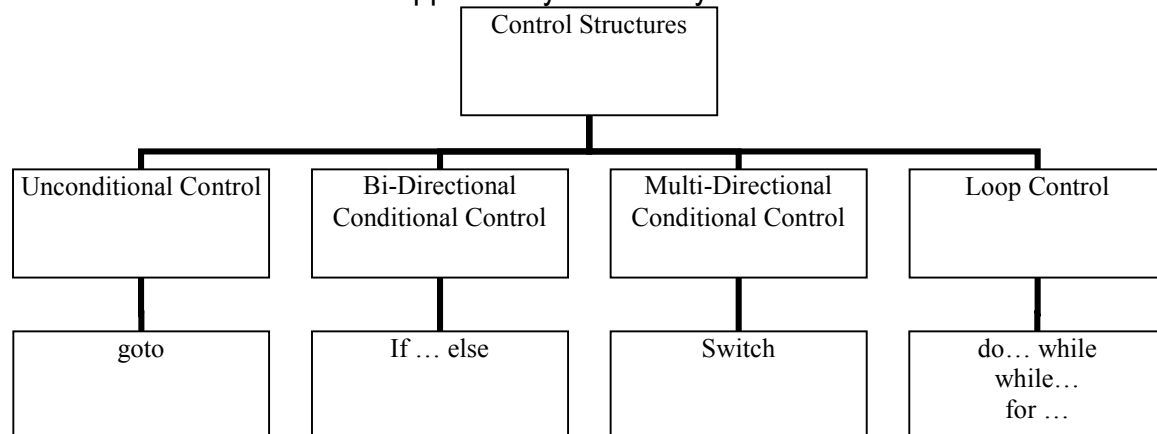 Control Structures
Unconditional Control
Bi-Directional
Conditional Control
Multi-Directional
Conditional Control
Loop Control
goto
If … else
Switch
do… while
while…
for …